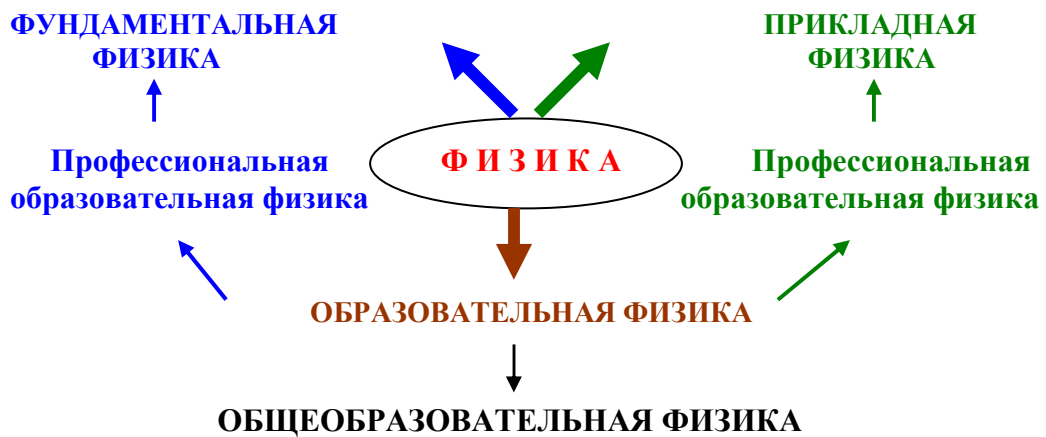 ФУНДАМЕНТАЛЬНАЯ
ФИЗИКА
ПРИКЛАДНАЯ
ФИЗИКА
Профессиональная
образовательная физика
Ф И З И К А
Профессиональная
образовательная физика
ОБРАЗОВАТЕЛЬНАЯ ФИЗИКА
ОБЩЕОБРАЗОВАТЕЛЬНАЯ ФИЗИКА